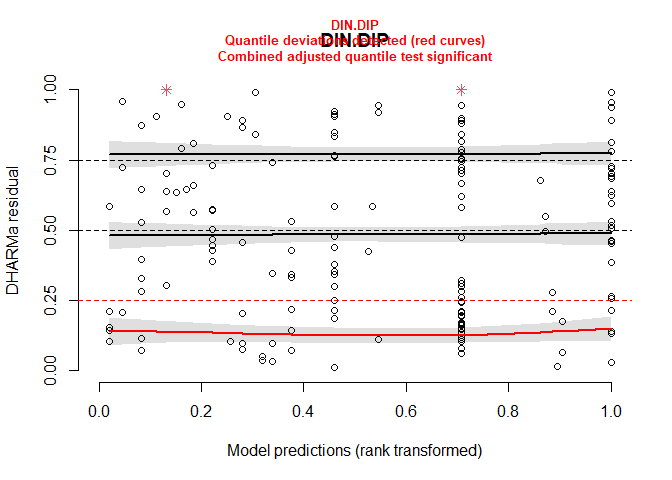 DIN.DIP
DIN.DIP
Quantile deviations detected (red curves)
Combined adjusted quantile test significant
DHARMa residual
0.00
0.25
0.50
0.75
1.00
0.0
0.2
0.4
0.6
0.8
1.0
Model predictions (rank transformed)